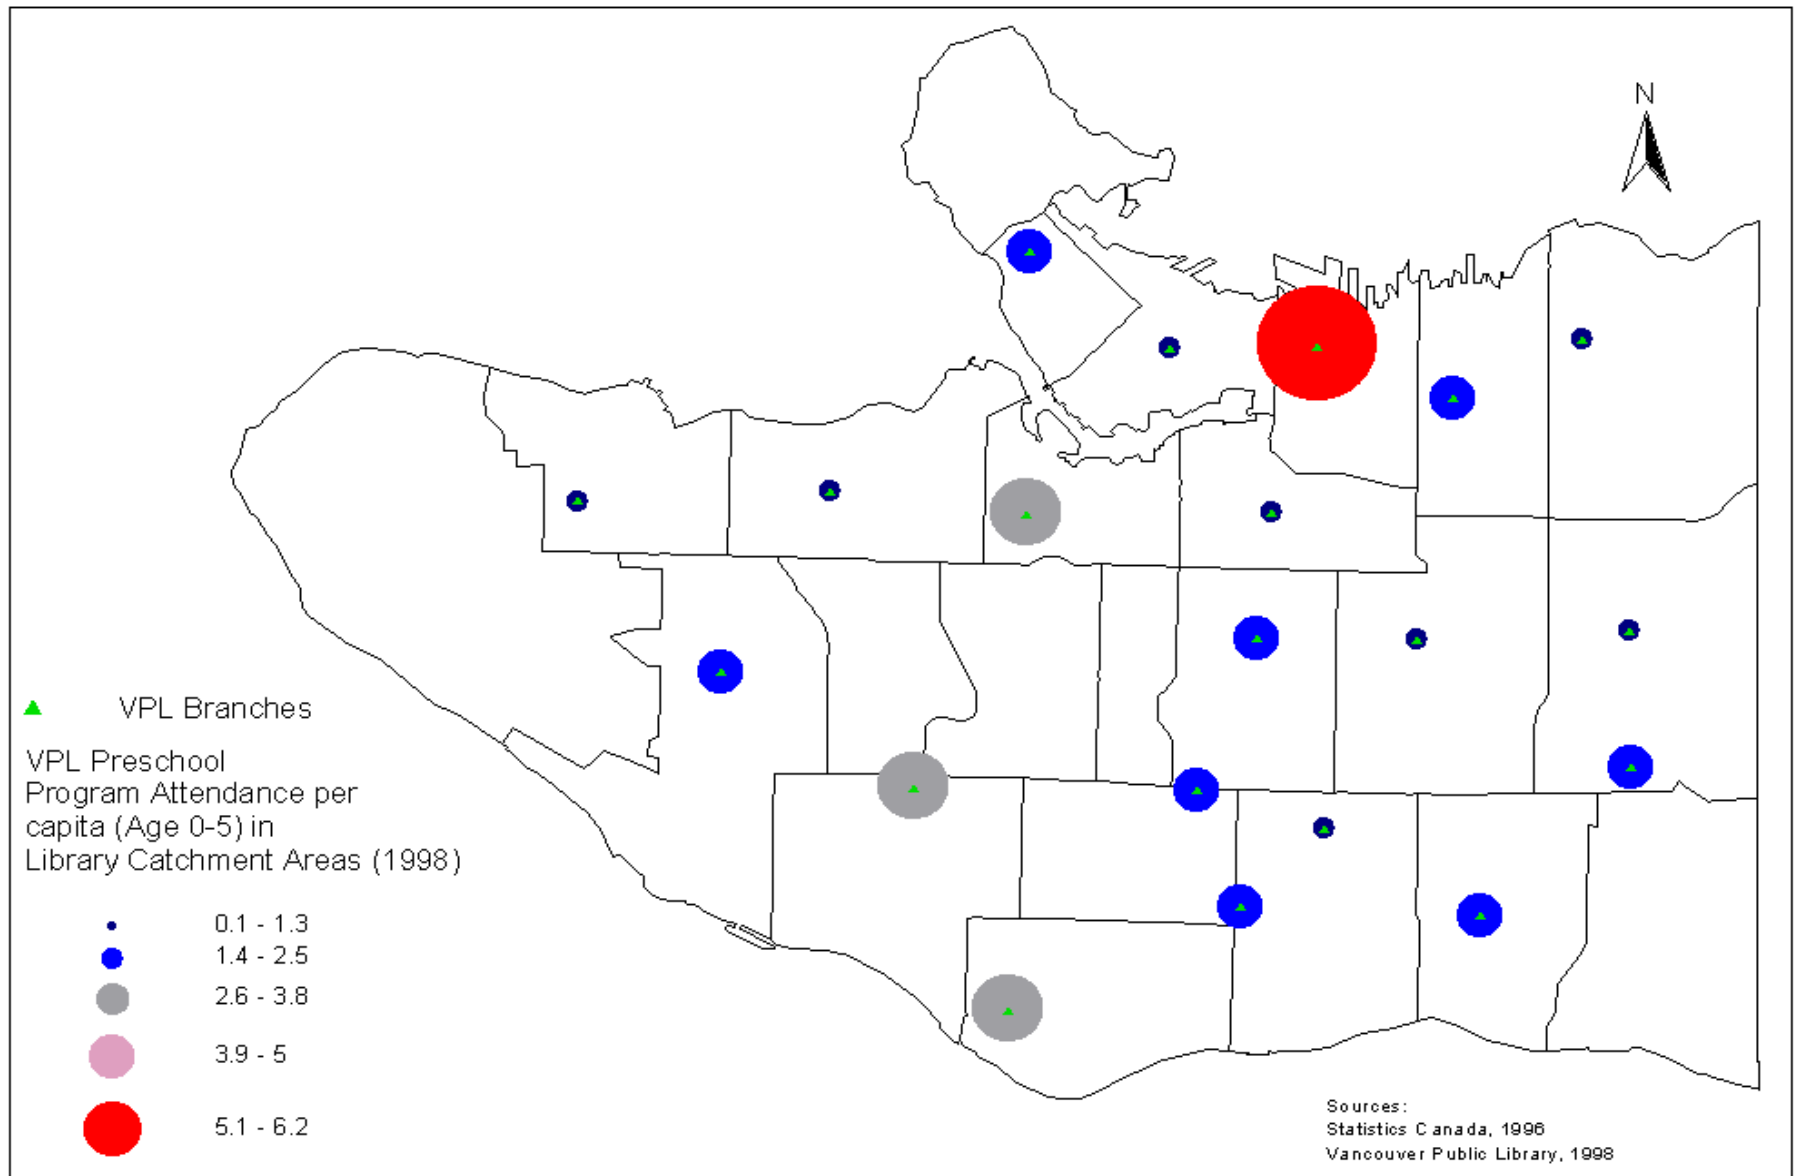 N
VPL Branches
VPL Preschool
Program Attendance per
capita (Age 0-5) in
Library Catchment Areas (1998)
0.1 - 1.3
1.4 - 2.5
2.6 - 3.8
3.9 - 5
5.1 - 6.2
Sources:
Statistics Canada, 1996
Vancouver Public Library, 1998